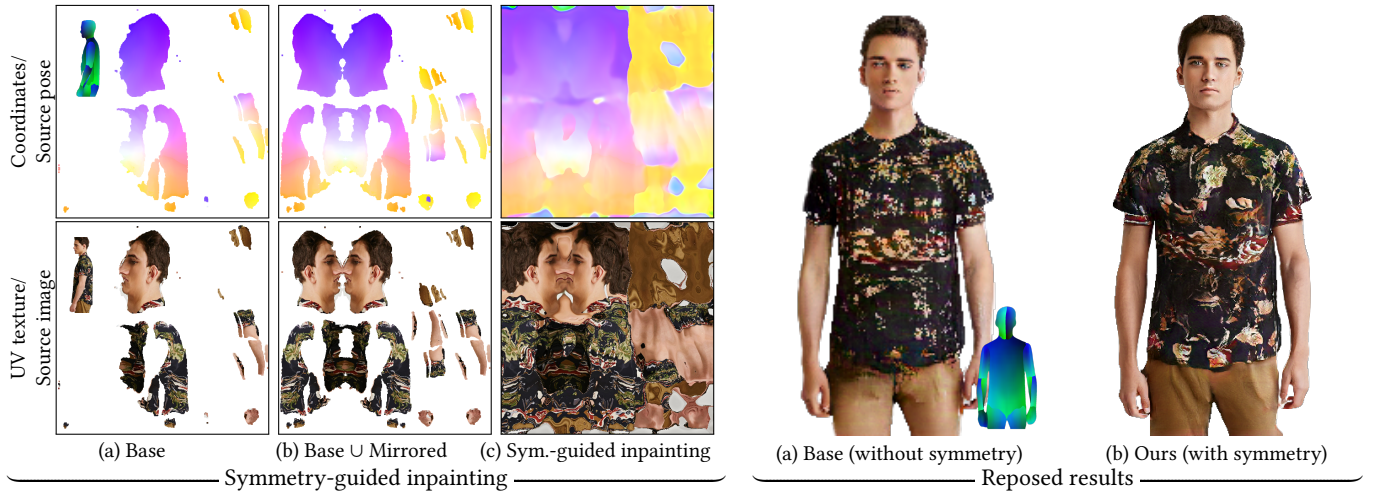 Coordinates/
Source pose
UV texture/
Source image
(a) Base
(b) Base ∪ Mirrored
(c) Sym.-guided inpainting
Symmetry-guided inpainting
(a) Base (without symmetry)
(b) Ours (with symmetry)
Reposed results